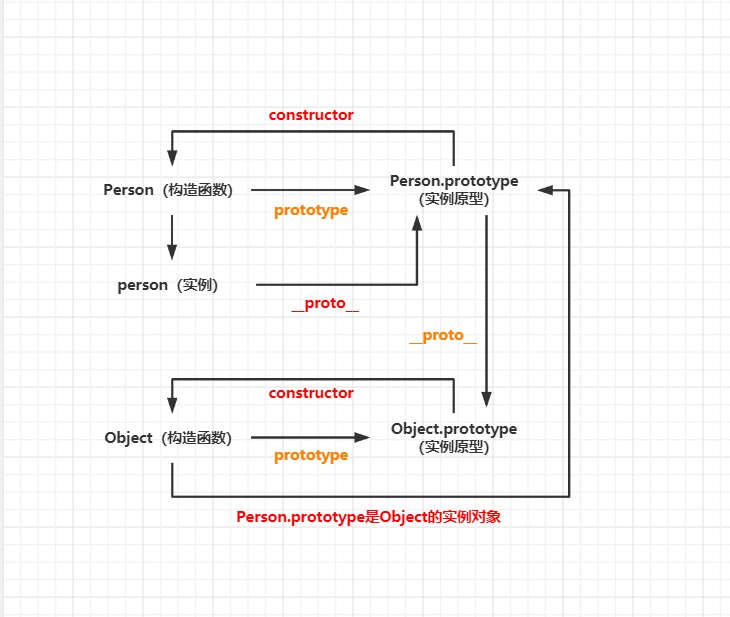 constructor
Person（构造函数）
Person.prototype
（实例原型）
prototype
person（实例）
__proto__
__proto__
constructor
Object（构造函数）
Object.prototype
（实例原型）
prototype
Person.prototype是Object的实例对象